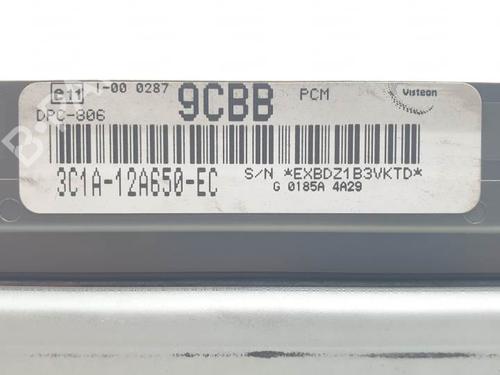 e11 1-00 0287
9CBB PCM
Visteon
DPC-806
3C1A-12A650-EC
S/N *EXBDZ1B3VKTD*
G 0185A 4A29